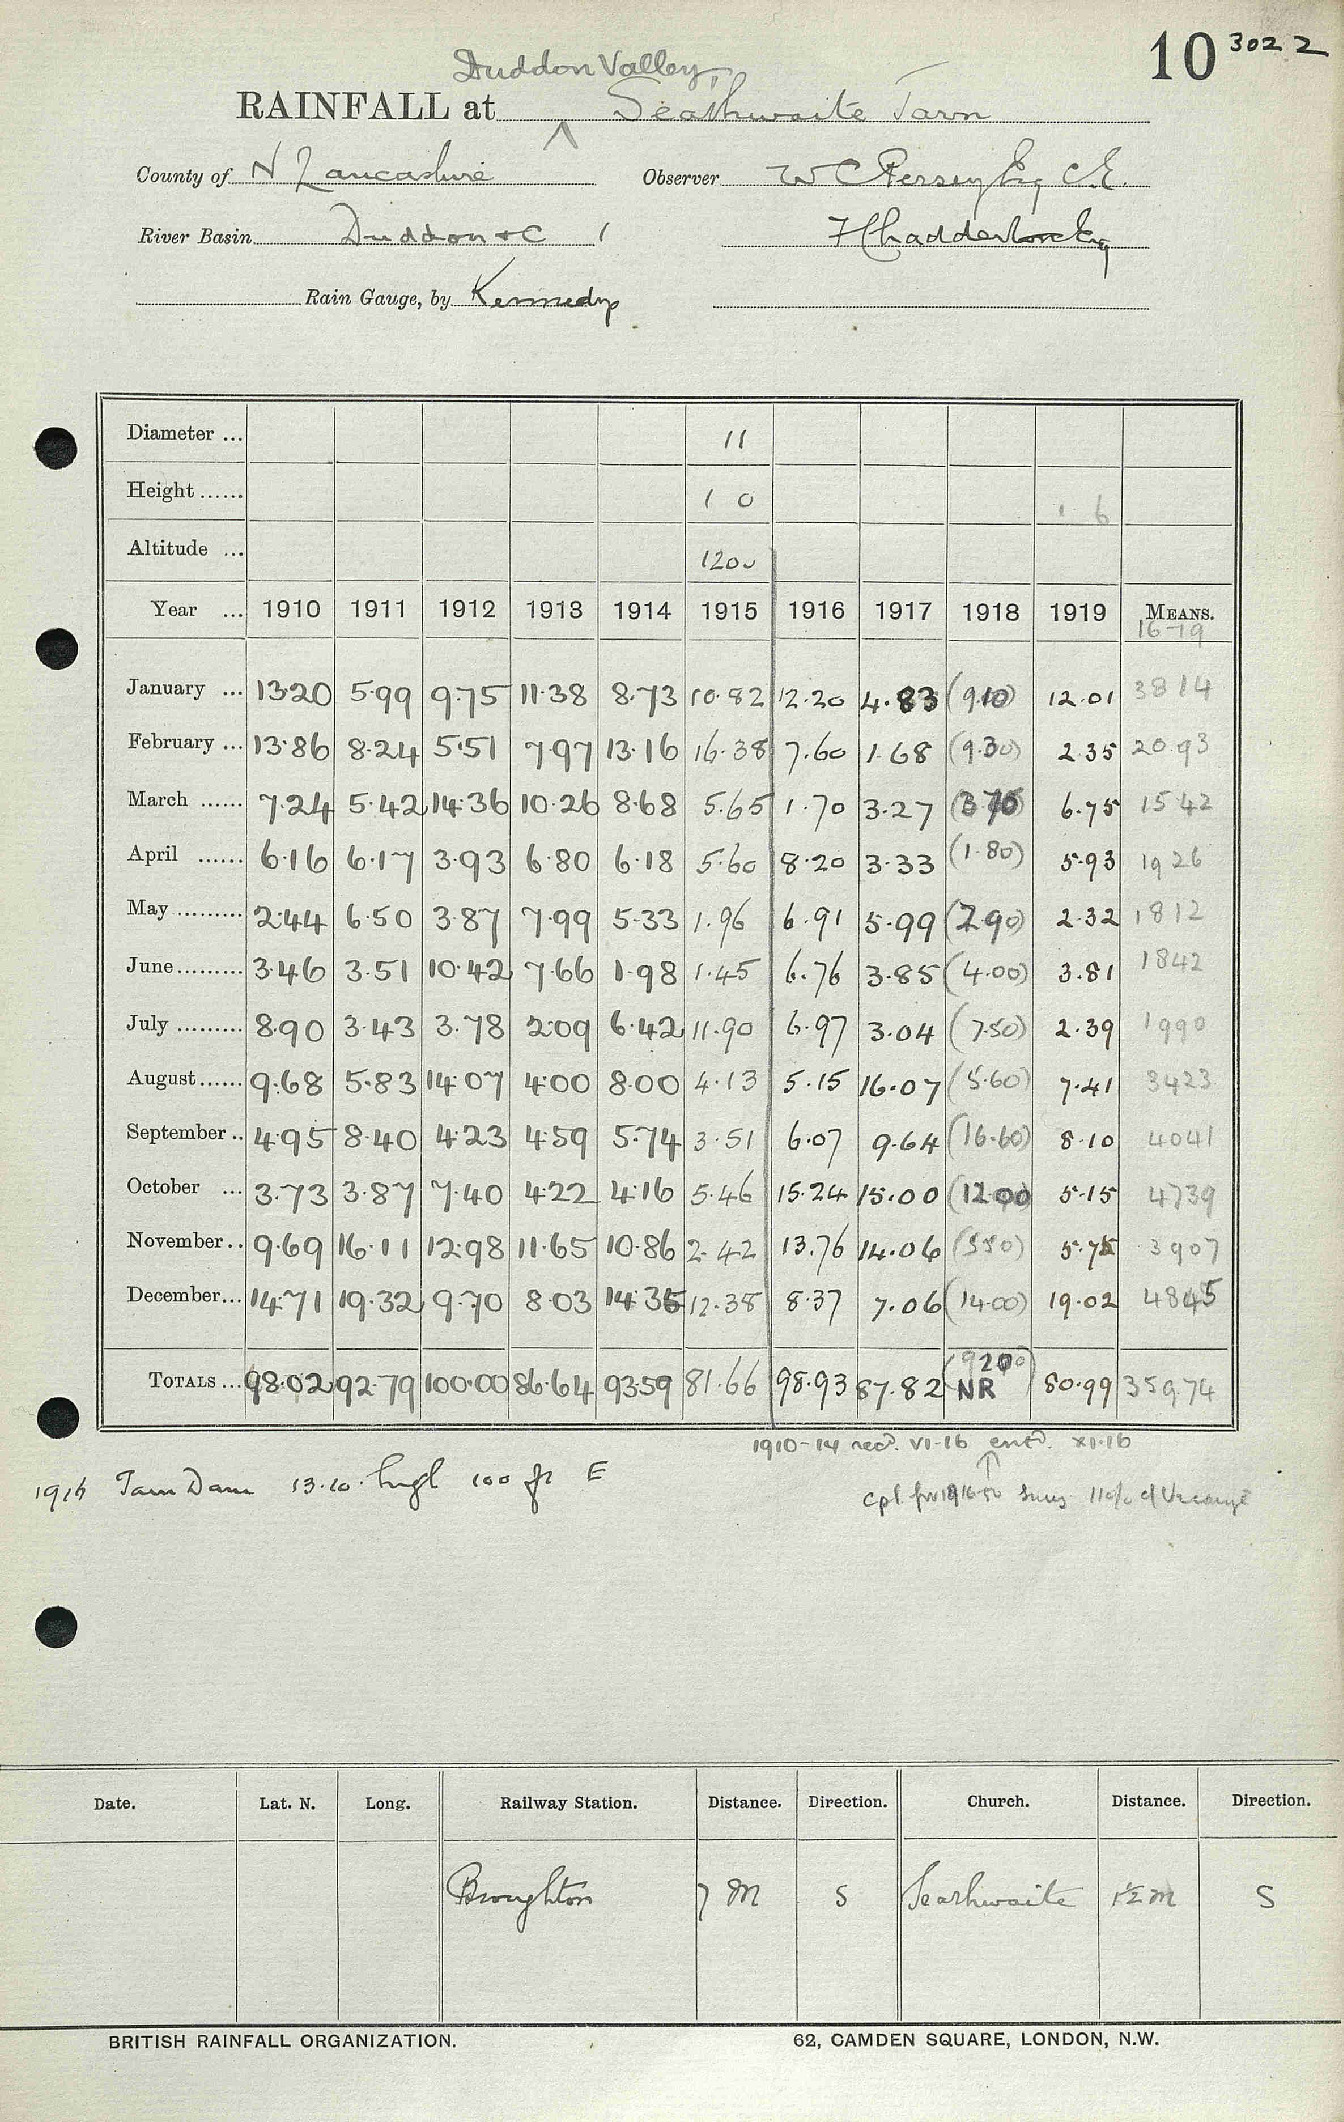 10 3022
Duddon Valley,
RAINFALL at Seathwaite Tarn
County of N Lancashire Observer W C Persey Esq C.E.
River Basin Duddon &c 1 F Chadderton Esq
Rain Gauge, by Kennedy
Diameter ... 11
Height ...... 1 0 1 6
Altitude ... 1200
Year ... 1910 1911 1912 1913 1914 1915 1916 1917 1918 1919 MEANS.
16-19
January ... 13.20 5.99 9.75 11.38 8.73 10.82 12.20 4.83 (9.10) 12.01 3814
February ... 13.86 8.24 5.51 7.97 13.16 16.38 7.60 1.68 (9.30) 2.35 2093
March ...... 7.24 5.42 14.36 10.26 8.68 5.65 1.70 3.27 (3.70) 6.75 1542
April ...... 6.16 6.17 3.93 6.80 6.18 5.60 8.20 3.33 (1.80) 5.93 1926
May ......... 2.44 6.50 3.87 7.99 5.33 1.96 6.91 5.99 (2.90) 2.32 1812
June ......... 3.46 3.51 10.42 7.66 1.98 1.45 6.76 3.85 (4.00) 3.81 1842
July ......... 8.90 3.43 3.78 2.09 6.42 11.90 6.97 3.04 (7.50) 2.39 1990
August ...... 9.68 5.83 14.07 4.00 8.00 4.13 5.15 16.07 (5.60) 7.41 3423
September .. 4.95 8.40 4.23 4.59 5.74 3.51 6.07 9.64 (16.60) 8.10 4041
October ... 3.73 3.87 7.40 4.22 4.16 5.46 15.24 15.00 (12.00) 5.15 4739
November .. 9.69 16.11 12.98 11.65 10.86 2.42 13.76 14.06 (5.50) 5.75 3907
December ... 14.71 19.32 9.70 8.03 14.35 12.38 8.37 7.06 (14.00) 19.02 4845
(9200)
TOTALS ... 98.02 92.79 100.00 86.64 93.59 81.66 98.93 87.82 NR 80.99 35974
1910-14 recd. VI-16 entd. XI.16
1916 Tarn Dam 13.10. high 100 ft E
Cpd for 1916
Date. Lat. N. Long. Railway Station. Distance. Direction. Church. Distance. Direction.
Broughton 7 M S Seathwaite 1½ m S
BRITISH RAINFALL ORGANIZATION. 62, CAMDEN SQUARE, LONDON, N.W.